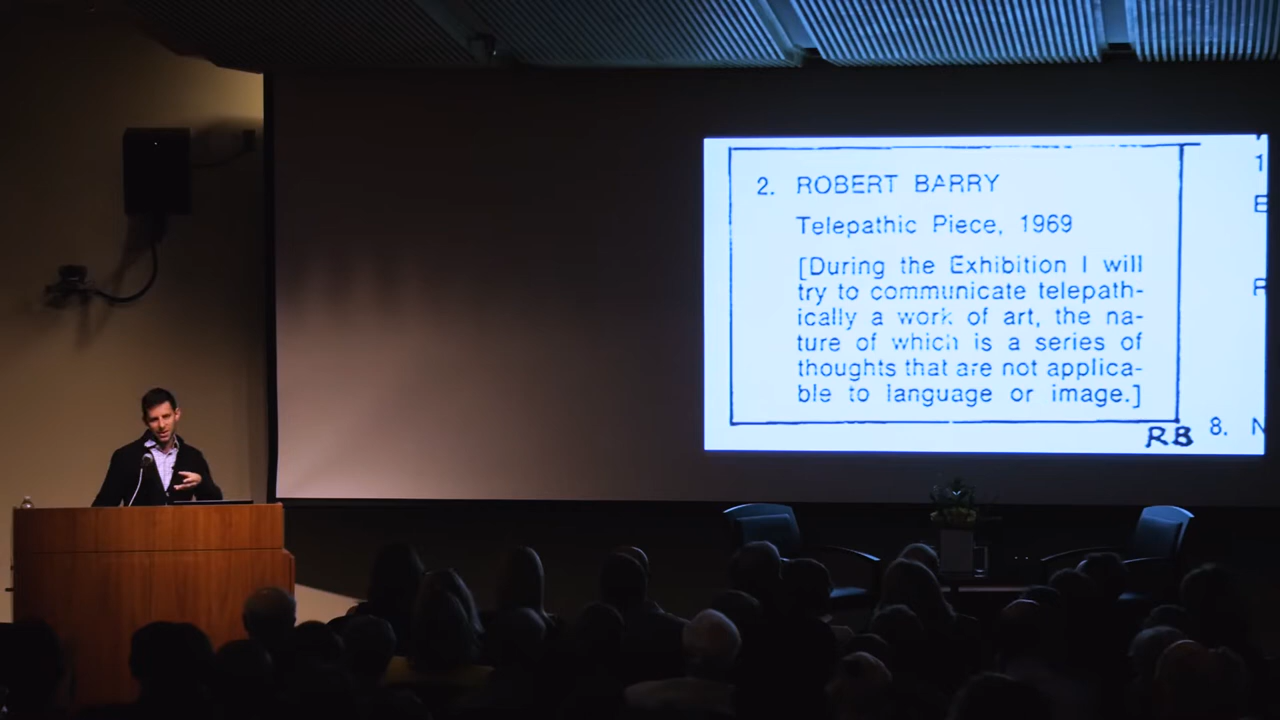 2. ROBERT BARRY
Telepathic Piece, 1969
[During the Exhibition I will
try to communicate telepath-
ically a work of art, the na-
ture of which is a series of
thoughts that are not applica-
ble to language or image.]
RB
8. N
1
E
R